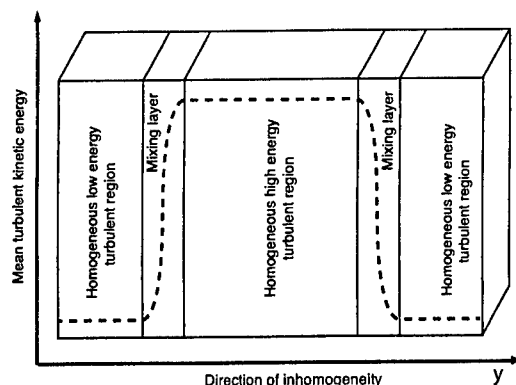 Mean turbulent kinetic energy
Homogeneous low energy
turbulent region
Mixing layer
Homogeneous high energy
turbulent region
Mixing layer
Homogeneous low energy
turbulent region
Direction of inhomogeneity
y